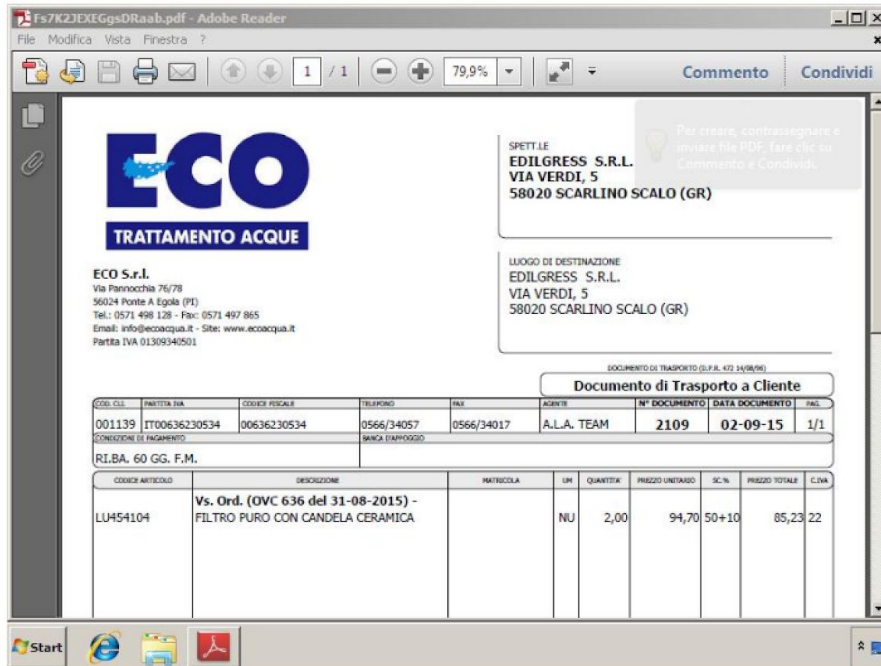 Fs7K2JEXEGgsDRaab.pdf - Adobe Reader
File Modifica Vista Finestra ?
1 / 1 79,9% Commento Condividi
Per creare, contrassegnare e
inviare file PDF, fare clic su
Commento e Condividi.
ECO
TRATTAMENTO ACQUE
SPETT.LE
EDILGRESS S.R.L.
VIA VERDI, 5
58020 SCARLINO SCALO (GR)
ECO S.r.l.
Via Pannocchia 76/78
56024 Ponte A Egola (PI)
Tel.: 0571 498 128 - Fax: 0571 497 865
Email: info@ecoacqua.it - Site: www.ecoacqua.it
Partita IVA 01309340501
LUOGO DI DESTINAZIONE
EDILGRESS S.R.L.
VIA VERDI, 5
58020 SCARLINO SCALO (GR)
DOCUMENTO DI TRASPORTO (D.P.R. 472 14/08/96)
Documento di Trasporto a Cliente
COD. CLI. PARTITA IVA CODICE FISCALE TELEFONO FAX AGENTE N° DOCUMENTO DATA DOCUMENTO PAG.
001139 IT00636230534 00636230534 0566/34057 0566/34017 A.L.A. TEAM 2109 02-09-15 1/1
CONDIZIONI DI PAGAMENTO BANCA D'APPOGGIO
RI.BA. 60 GG. F.M.
CODICE ARTICOLO DESCRIZIONE MATRICOLA UM QUANTITA' PREZZO UNITARIO SC.% PREZZO TOTALE C.IVA
Vs. Ord. (OVC 636 del 31-08-2015) -
LU454104 FILTRO PURO CON CANDELA CERAMICA NU 2,00 94,70 50+10 85,23 22
Start